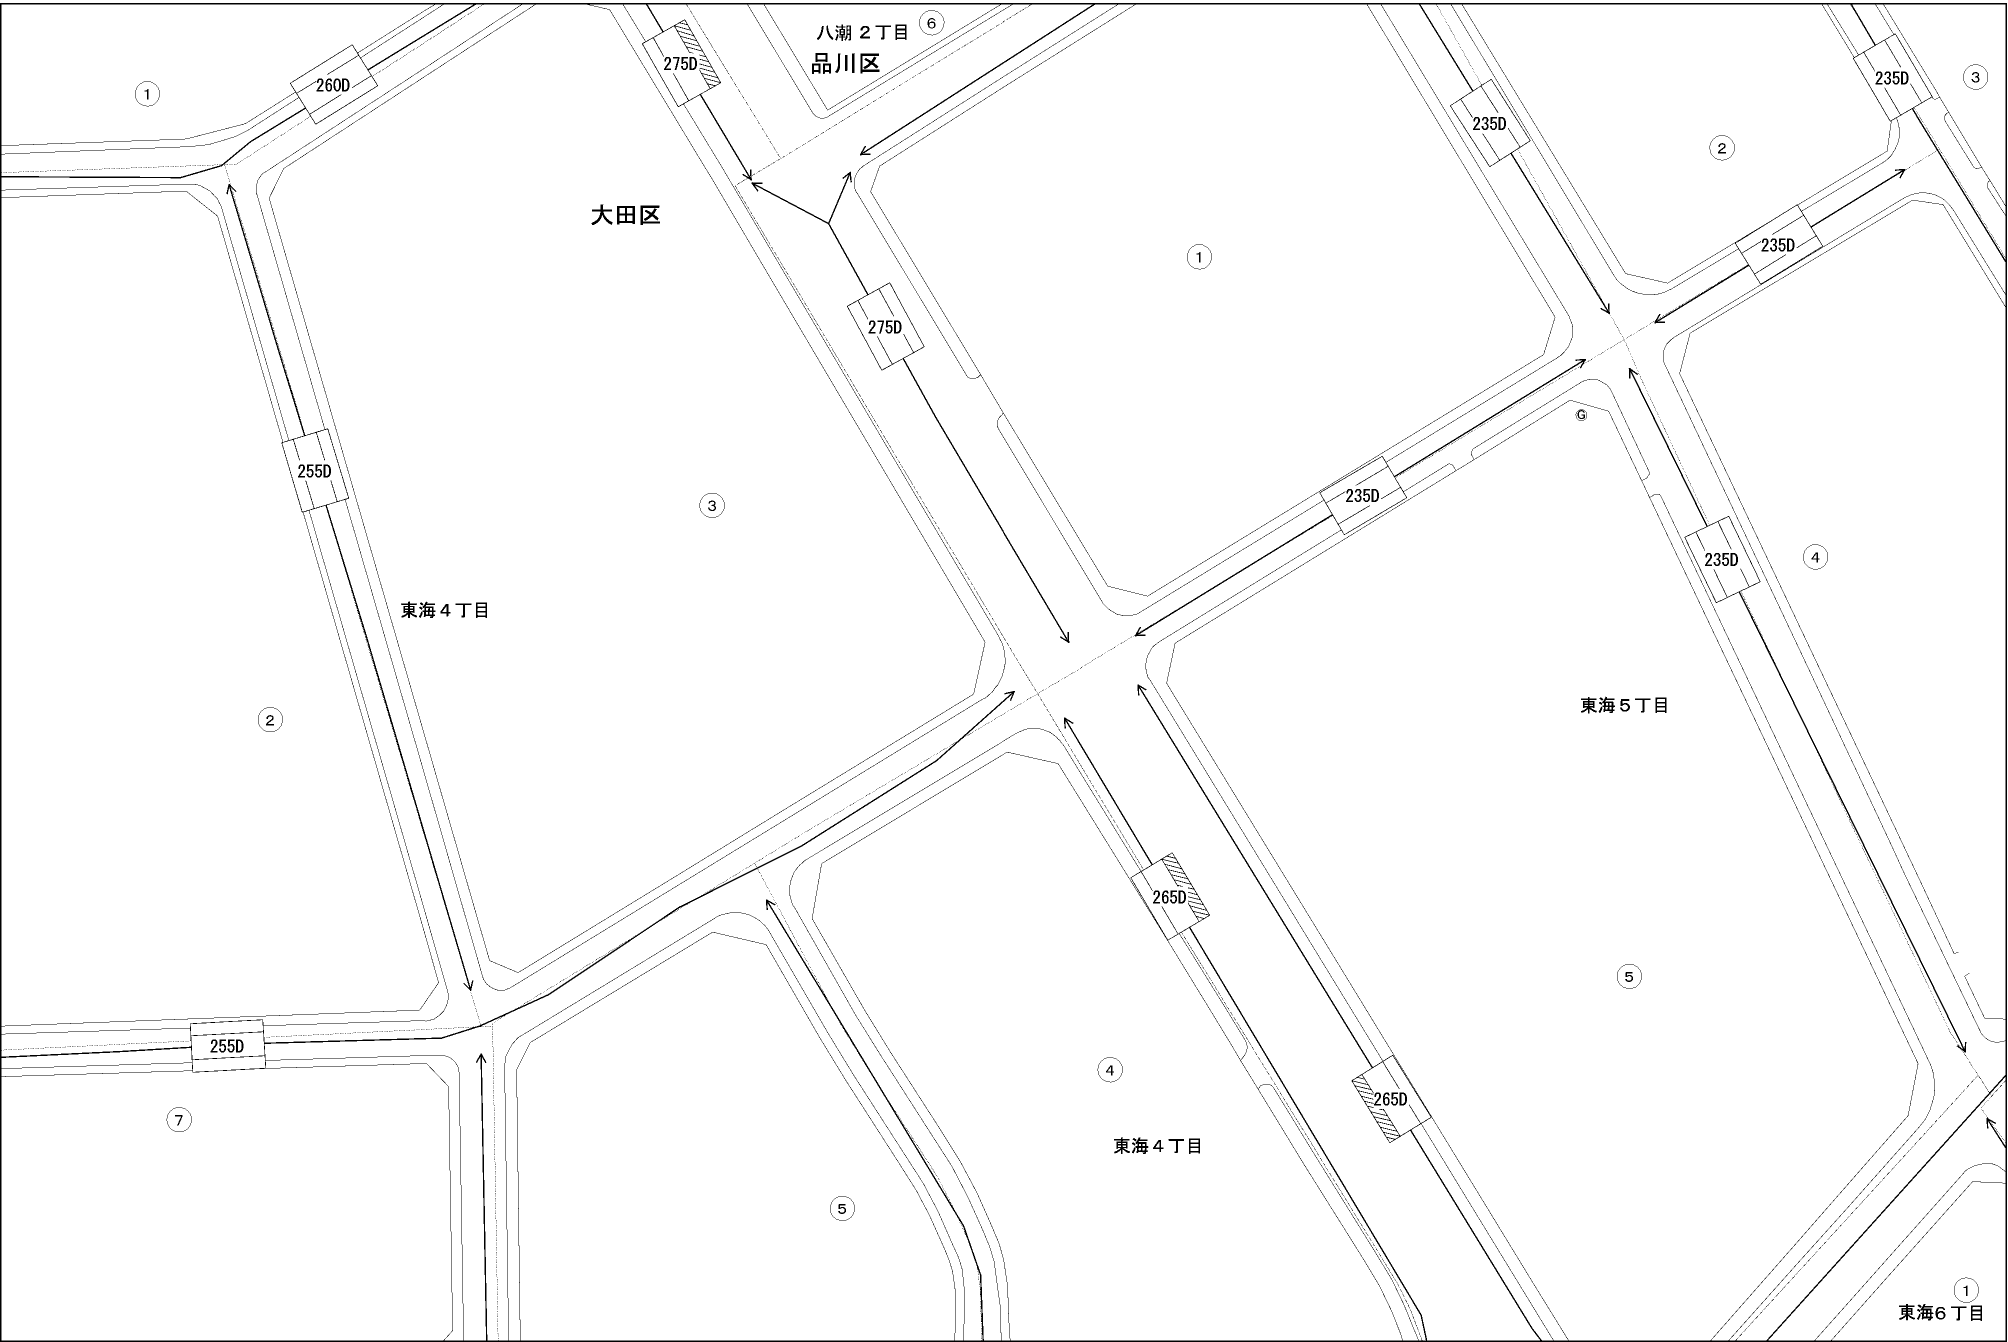 八潮２丁目
⑥
品川区
275D
260D
①
235D
③
235D
②
大田区
235D
①
275D
G
255D
③
235D
235D
④
東海４丁目
②
東海５丁目
265D
⑤
255D
④
265D
⑦
東海４丁目
⑤
①
東海６丁目